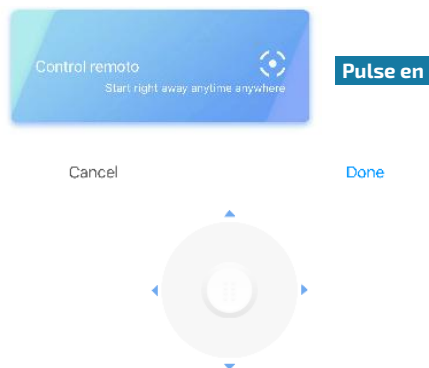 Control remoto
Start right away anytime anywhere
Pulse en
Cancel
Done